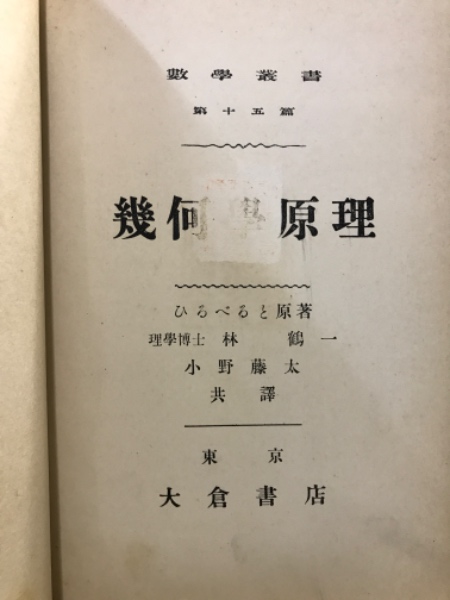 數學叢書
第十五篇
幾何學原理
ひるべると原著
理學博士 林 鶴一
小野藤太
共譯
東京
大倉書店